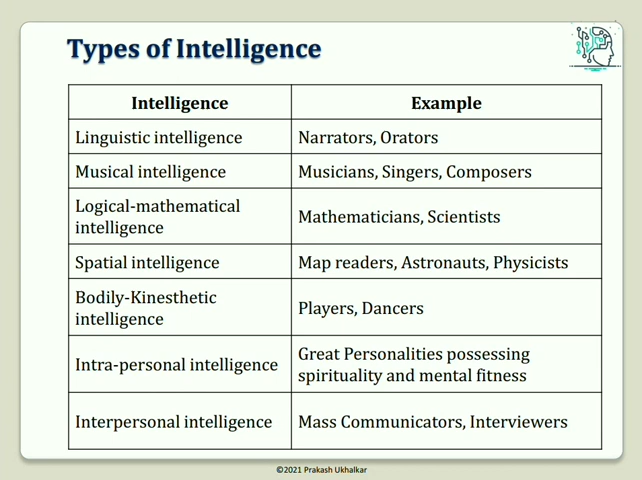 Types of Intelligence
Intelligence Example
Linguistic intelligence Narrators, Orators
Musical intelligence Musicians, Singers, Composers
Logical-mathematical
intelligence Mathematicians, Scientists
Spatial intelligence Map readers, Astronauts, Physicists
Bodily-Kinesthetic
intelligence Players, Dancers
Intra-personal intelligence Great Personalities possessing
spirituality and mental fitness
Interpersonal intelligence Mass Communicators, Interviewers
©2021 Prakash Ukhalkar